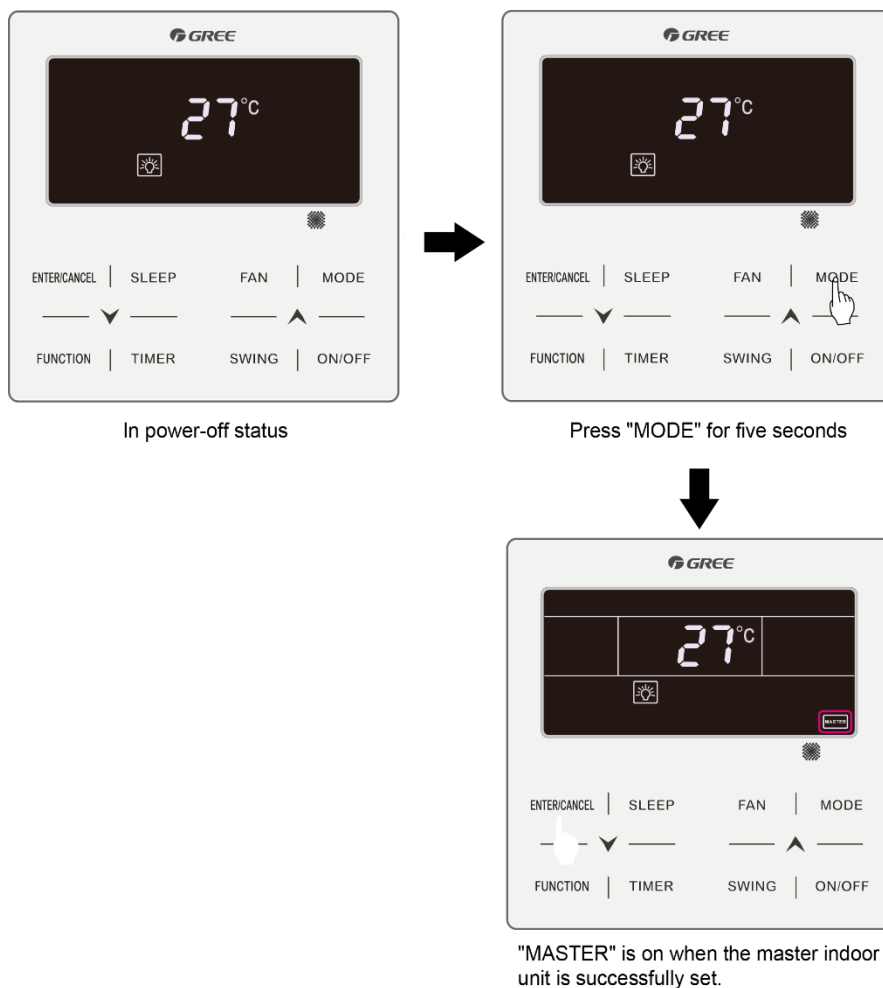 GREE
27°C
ENTER/CANCEL SLEEP FAN MODE
FUNCTION TIMER SWING ON/OFF
In power-off status
GREE
27°C
ENTER/CANCEL SLEEP FAN MODE
FUNCTION TIMER SWING ON/OFF
Press "MODE" for five seconds
GREE
27°C
MASTER
ENTER/CANCEL SLEEP FAN MODE
FUNCTION TIMER SWING ON/OFF
"MASTER" is on when the master indoor
unit is successfully set.